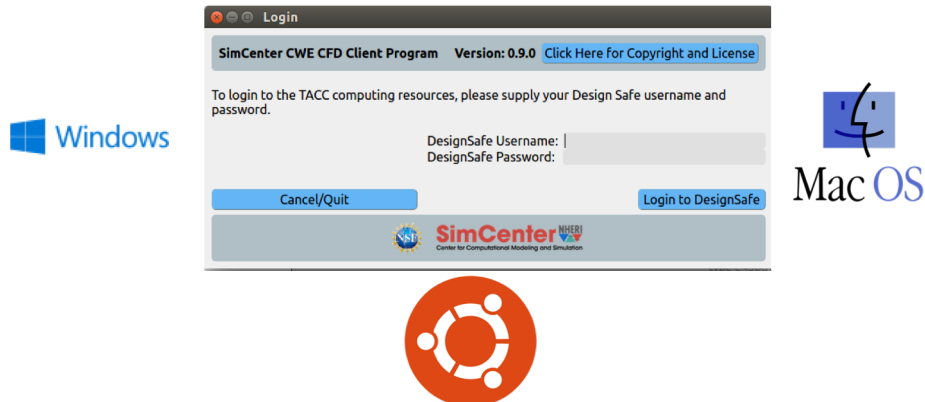 Login
SimCenter CWE CFD Client Program Version: 0.9.0 Click Here for Copyright and License
To login to the TACC computing resources, please supply your Design Safe username and
password.
Windows
DesignSafe Username:
DesignSafe Password:
Mac OS
Cancel/Quit Login to DesignSafe
NSF SimCenter NHERI
Center for Computational Modeling and Simulation